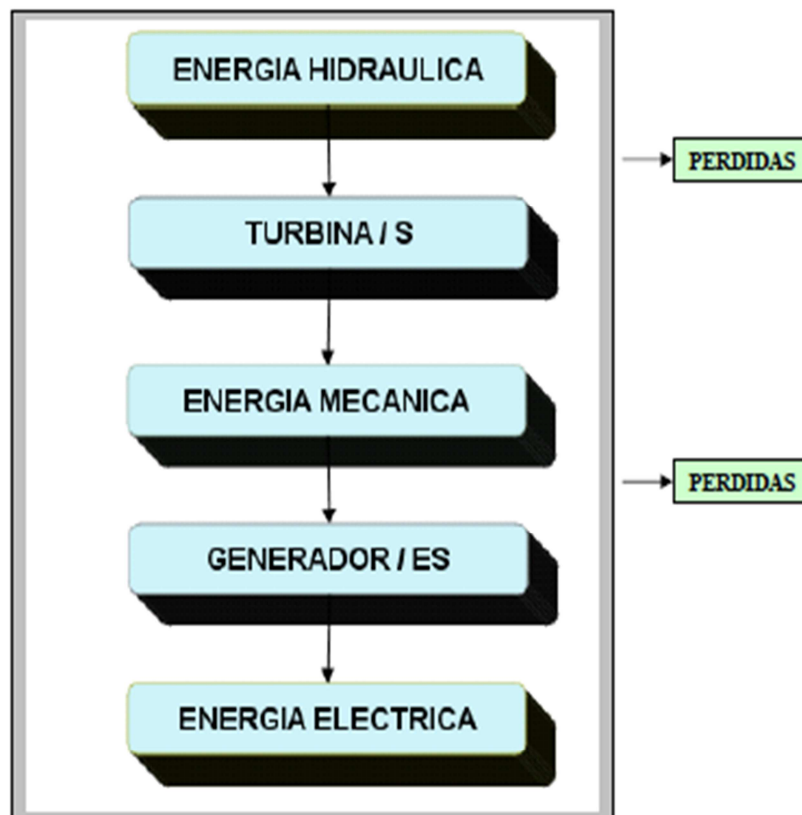 ENERGIA HIDRAULICA
PERDIDAS
TURBINA / S
ENERGIA MECANICA
PERDIDAS
GENERADOR / ES
ENERGIA ELECTRICA